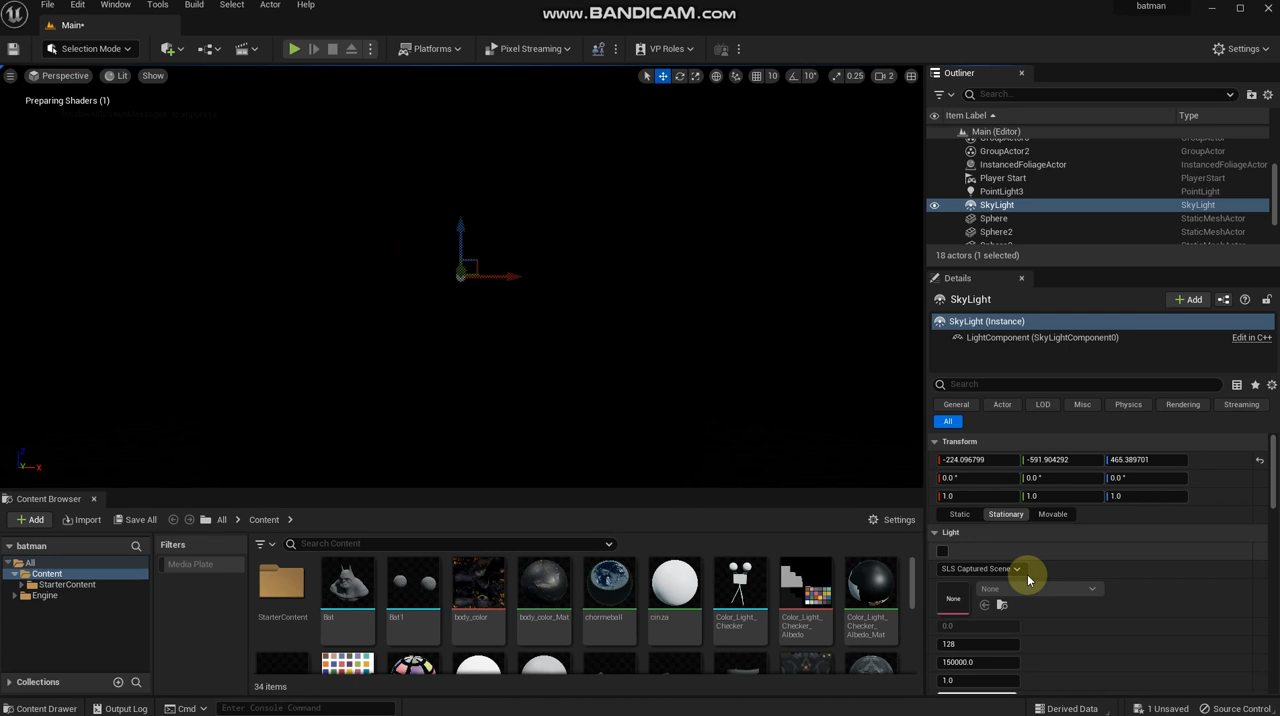 File Edit Window Tools Build Select Actor Help
www.BANDICAM.com
batman
Main•
Selection Mode
Platforms
Pixel Streaming
VP Roles
Settings
Perspective Lit Show
10 10° 0.25 2
Preparing Shaders (1)
Outliner
Search...
Item Label Type
Main (Editor)
GroupActor2 GroupActor
InstancedFoliageActor InstancedFoliageActor
Player Start PlayerStart
PointLight3 PointLight
SkyLight SkyLight
Sphere StaticMeshActor
Sphere2 StaticMeshActor
18 actors (1 selected)
Details
SkyLight
Add
SkyLight (Instance)
LightComponent (SkyLightComponent0) Edit in C++
Search
General Actor LOD Misc Physics Rendering Streaming
All
Transform
-224.096799 -591.904292 465.389701
0.0 ° 0.0 ° 0.0 °
1.0 1.0 1.0
Static Stationary Movable
Light
SLS Captured Scene
None None
0.0
128
150000.0
1.0
Z
Y X
Content Browser
Add Import Save All All Content Settings
batman
All
Content
StarterContent
Engine
Collections
Filters
Media Plate
Search Content
StarterContent Bat Bat1 body_color body_color_Mat chormeball cinza Color_Light_ Checker Color_Light_ Checker_ Albedo Color_Light_ Checker_ Albedo_Mat
34 items
Content Drawer Output Log Cmd Enter Console Command Derived Data 1 Unsaved Source Control